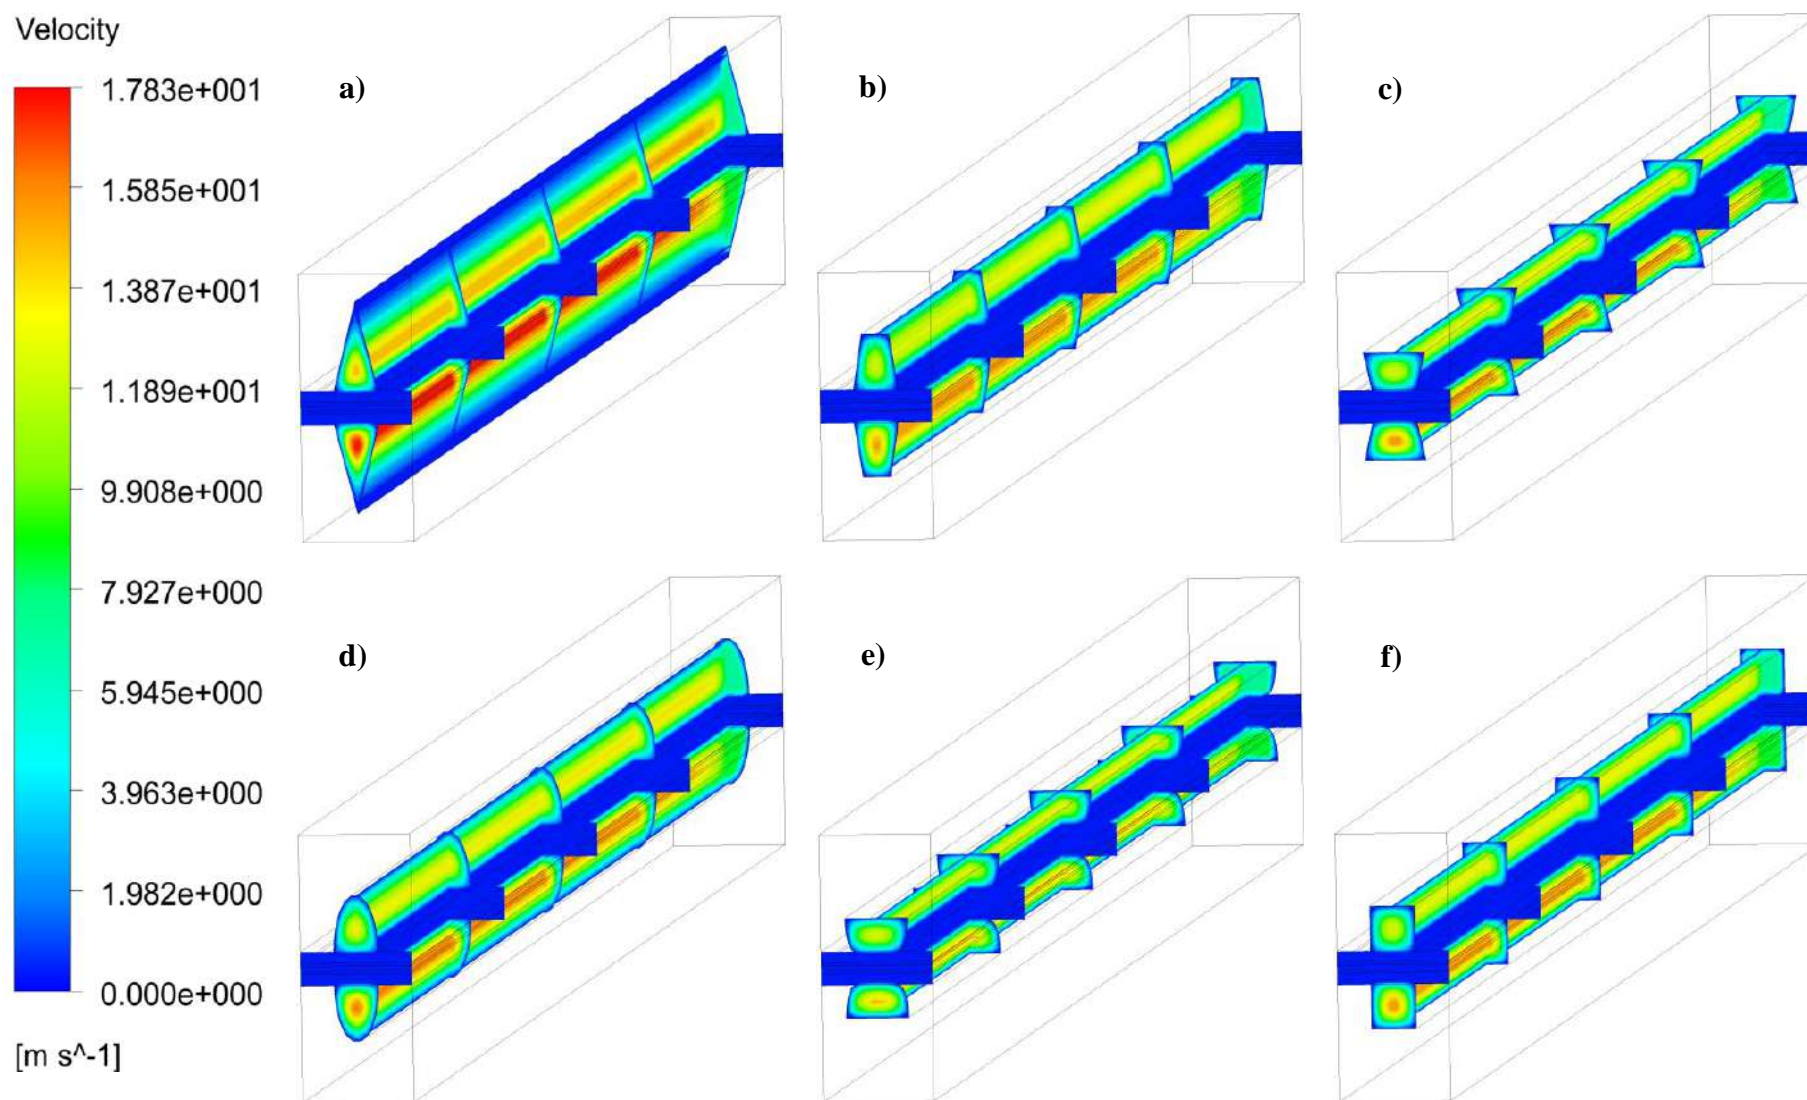 Velocity
1.783e+001
1.585e+001
1.387e+001
1.189e+001
9.908e+000
7.927e+000
5.945e+000
3.963e+000
1.982e+000
0.000e+000
[m s^-1]
a)
b)
c)
d)
e)
f)